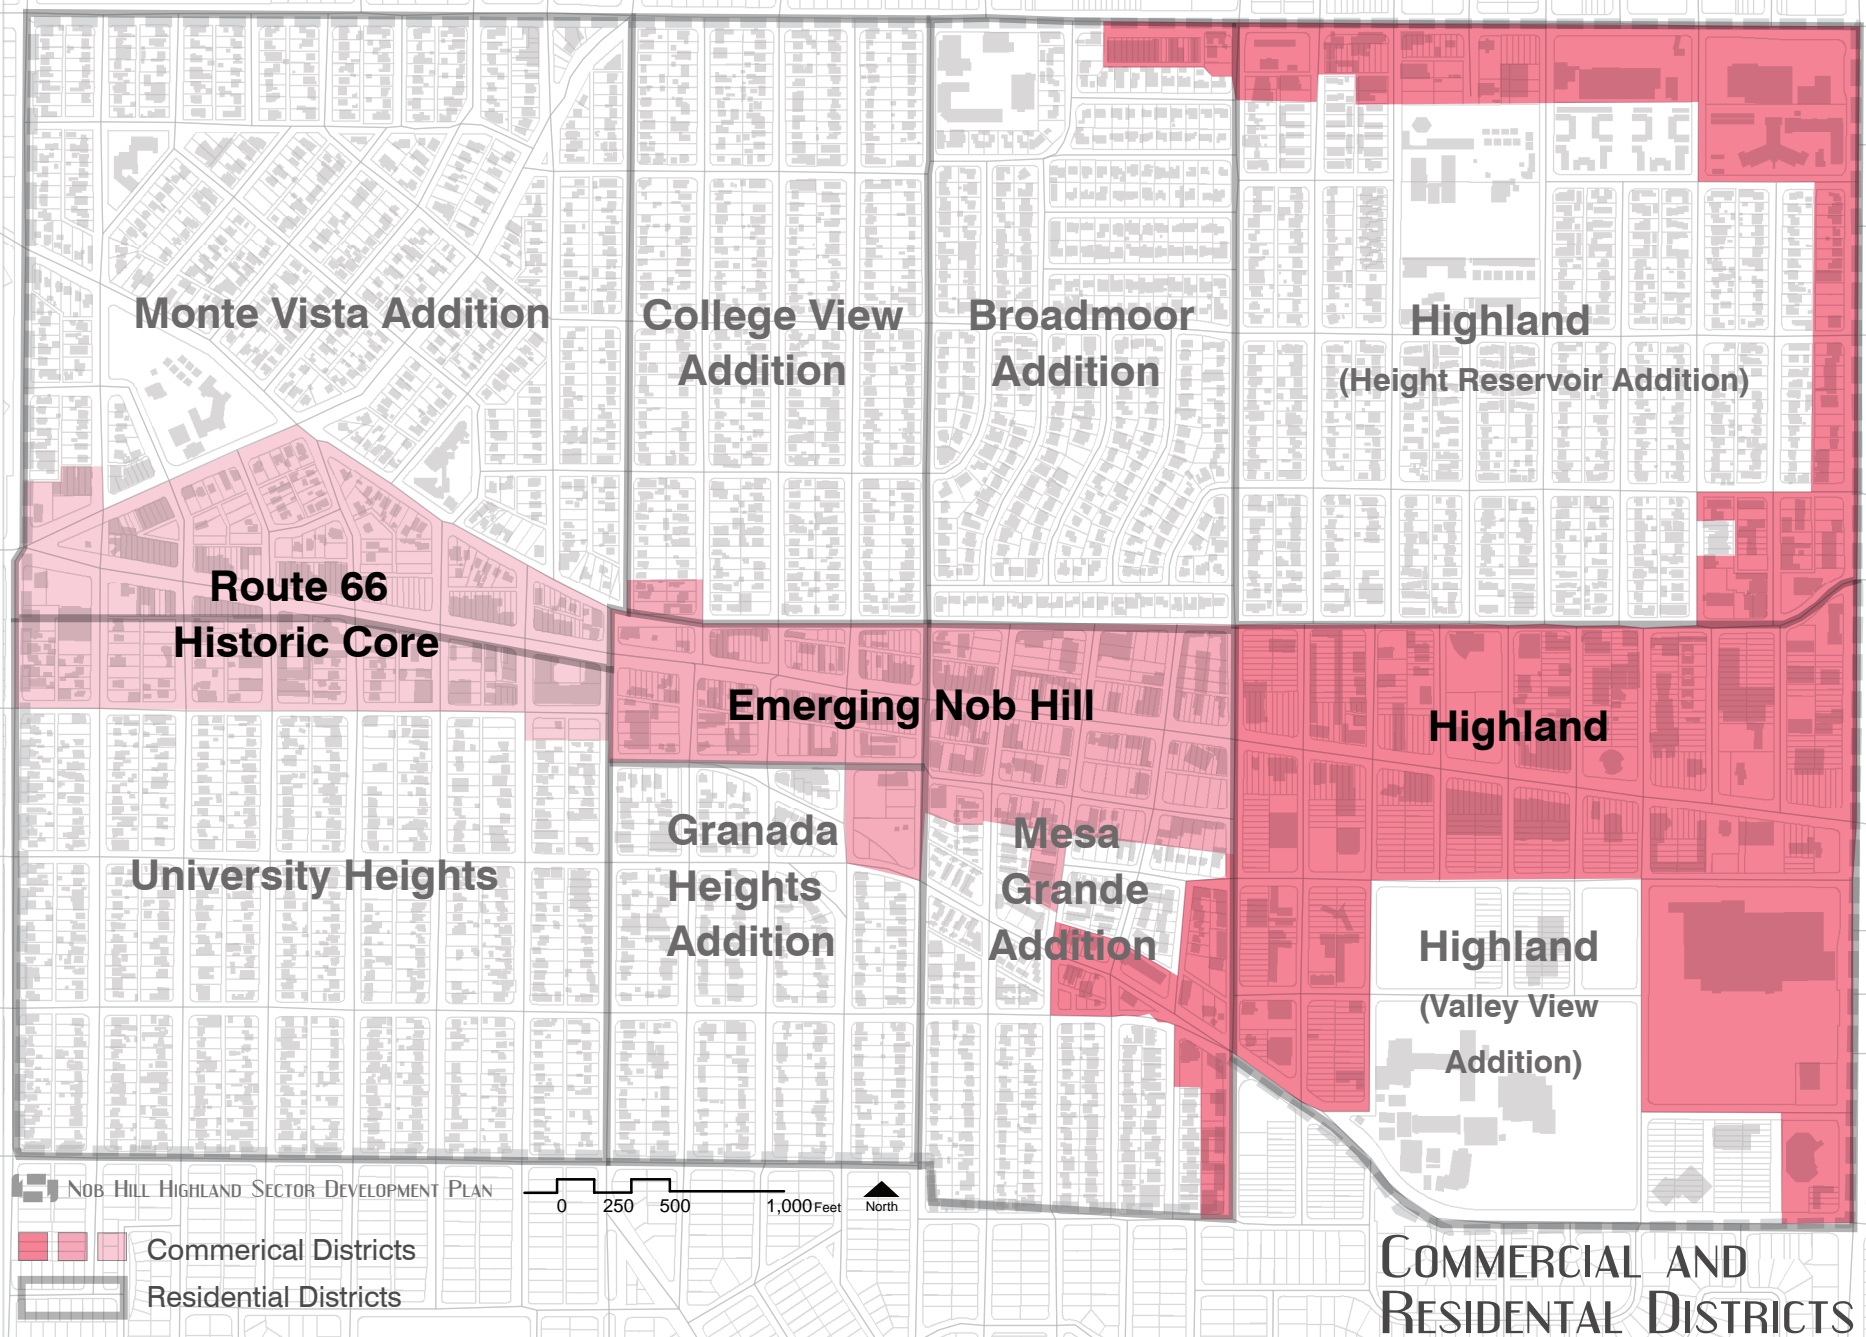 Monte Vista Addition
College View
Addition
Broadmoor
Addition
Highland
(Height Reservoir Addition)
Route 66
Historic Core
Emerging Nob Hill
Highland
University Heights
Granada
Heights
Addition
Mesa
Grande
Addition
Highland
(Valley View
Addition)
NOB HILL HIGHLAND SECTOR DEVELOPMENT PLAN
0 250 500 1,000 Feet
North
Commerical Districts
Residential Districts
COMMERCIAL AND
RESIDENTAL DISTRICTS